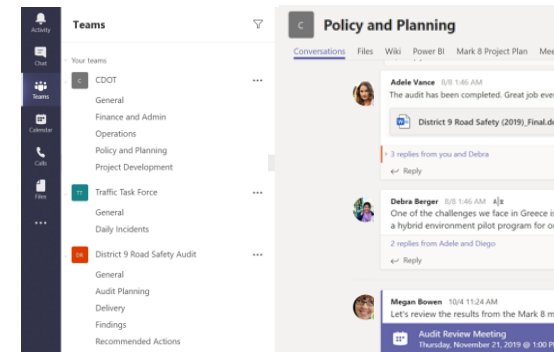 Activity
Chat
Teams
Calendar
Calls
Files
Teams
Your teams
C
CDOT
General
Finance and Admin
Operations
Policy and Planning
Project Development
TT
Traffic Task Force
General
Daily Incidents
DR
District 9 Road Safety Audit
General
Audit Planning
Delivery
Findings
Recommended Actions
C
Policy and Planning
Conversations Files Wiki Power BI Mark 8 Project Plan Mee
Adele Vance 8/8 1:46 AM
The audit has been completed. Great job eve
District 9 Road Safety (2019)_Final.do
3 replies from you and Debra
Reply
Debra Berger 8/8 1:46 AM
One of the challenges we face in Greece is
a hybrid environment pilot program for o
2 replies from Adele and Diego
Reply
Megan Bowen 10/4 11:24 AM
Let's review the results from the Mark 8 m
Audit Review Meeting
Thursday, November 21, 2019 @ 1:00 P